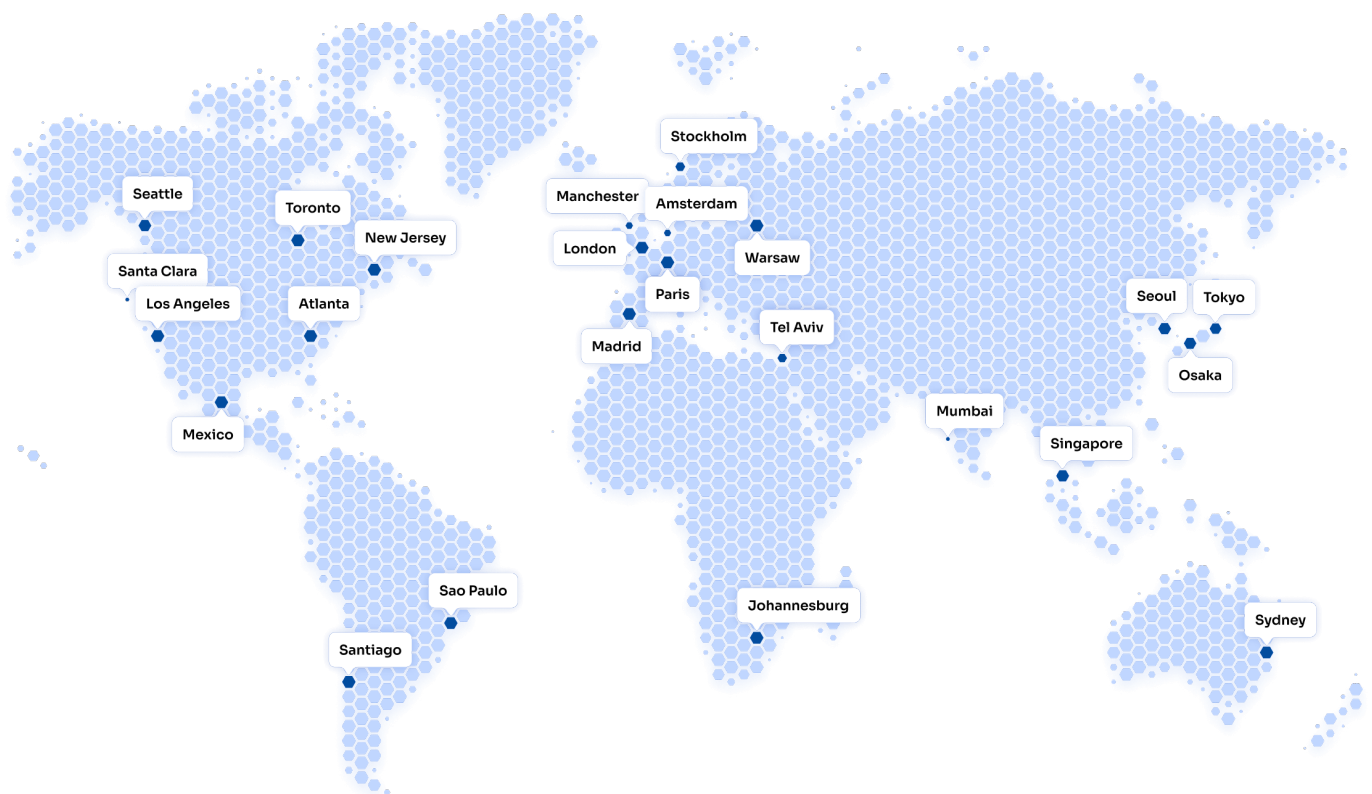 Stockholm
Seattle
Manchester
Amsterdam
Toronto
New Jersey
London
Warsaw
Santa Clara
Los Angeles
Atlanta
Paris
Seoul
Tokyo
Tel Aviv
Madrid
Osaka
Mumbai
Mexico
Singapore
Sao Paulo
Johannesburg
Sydney
Santiago